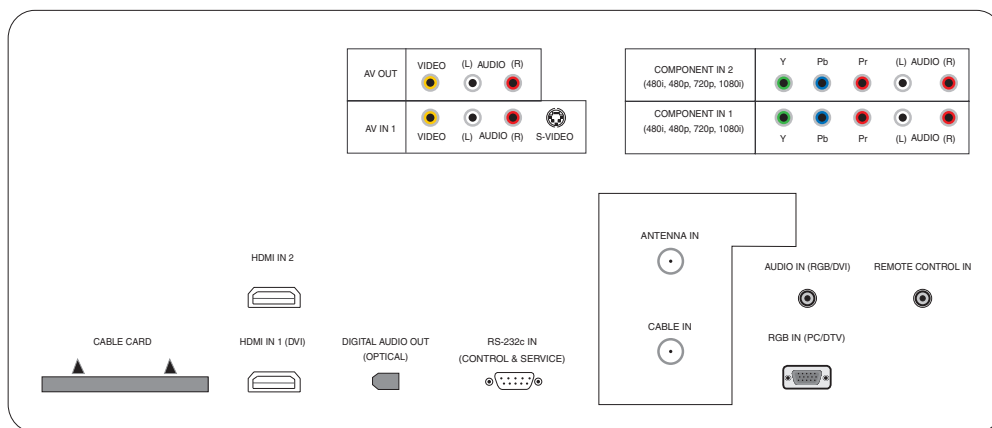 AV OUT
VIDEO (L) AUDIO (R)
AV IN 1
VIDEO (L) AUDIO (R) S-VIDEO
COMPONENT IN 2
(480i, 480p, 720p, 1080i)
Y Pb Pr (L) AUDIO (R)
COMPONENT IN 1
(480i, 480p, 720p, 1080i)
Y Pb Pr (L) AUDIO (R)
ANTENNA IN
HDMI IN 2
AUDIO IN (RGB/DVI)
REMOTE CONTROL IN
CABLE IN
CABLE CARD
HDMI IN 1 (DVI)
DIGITAL AUDIO OUT
(OPTICAL)
RS-232c IN
(CONTROL & SERVICE)
RGB IN (PC/DTV)